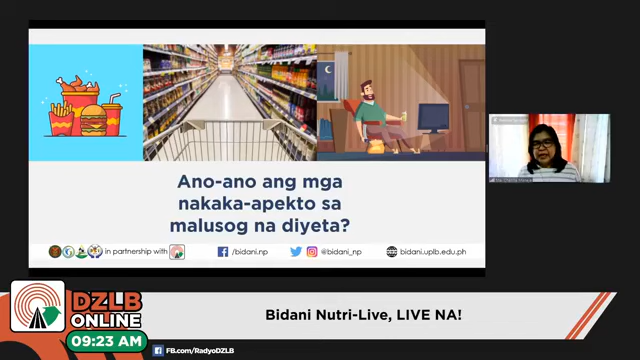 Ano-ano ang mga
nakaka-apekto sa
malusog na diyeta?
in partnership with
/bidani.np
@bidani_np
bidani.uplb.edu.ph
DZLB
ONLINE
09:23 AM
Bidani Nutri-Live, LIVE NA!
FB.com/RadyoDZLB